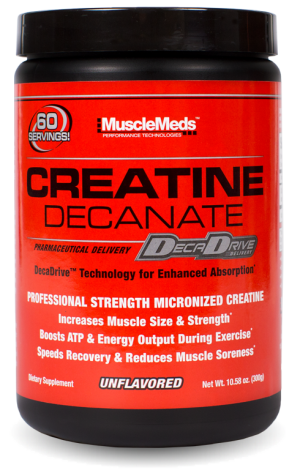 60
SERVINGS!
MuscleMeds™
PERFORMANCE TECHNOLOGIES
CREATINE
DECANATE
PHARMACEUTICAL DELIVERY DECADRIVE
DELIVERY
DecaDrive™ Technology for Enhanced Absorption*
PROFESSIONAL STRENGTH MICRONIZED CREATINE
Increases Muscle Size & Strength*
Boosts ATP & Energy Output During Exercise*
Speeds Recovery & Reduces Muscle Soreness*
Dietary Supplement UNFLAVORED Net Wt. 10.58 oz. (300g)